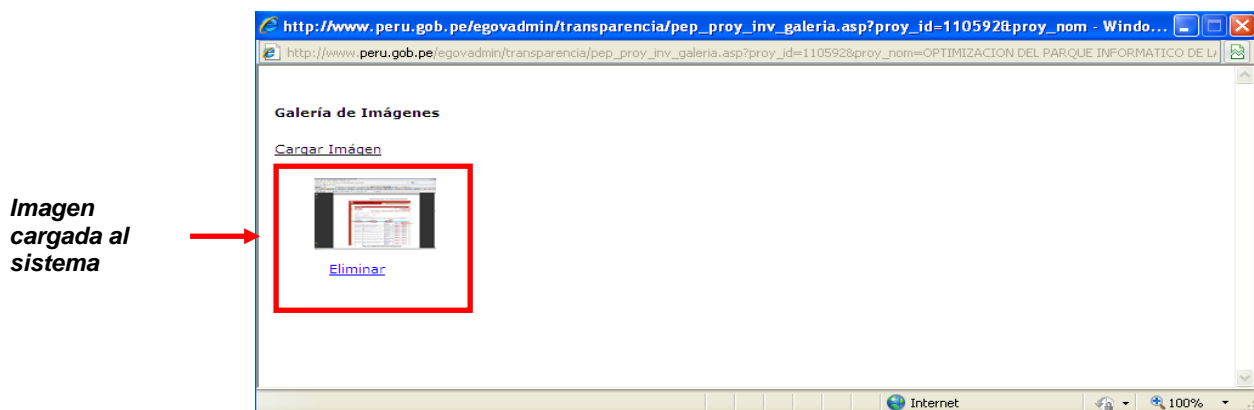 http://www.peru.gob.pe/egovadmin/transparencia/pep_proy_inv_galeria.asp?proy_id=110592&proy_nom - Windo...
http://www.peru.gob.pe/egovadmin/transparencia/pep_proy_inv_galeria.asp?proy_id=110592&proy_nom=OPTIMIZACION DEL PARQUE INFORMATICO DE
Galería de Imágenes
Cargar Imágen
Imagen
cargada al
sistema
Eliminar
Internet
100%